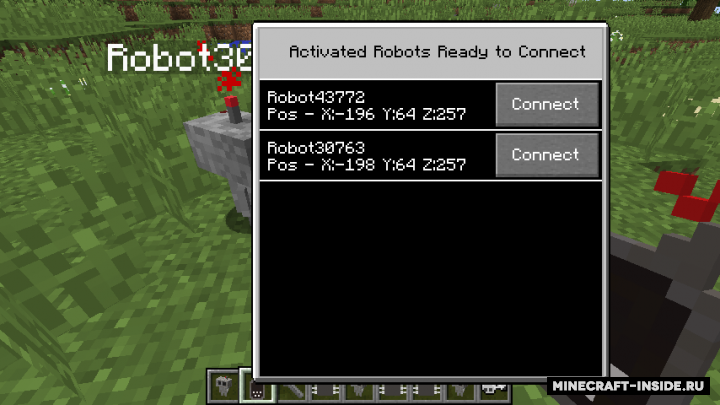 Robot30
Activated Robots Ready to Connect
Robot43772
Pos - X:-196 Y:64 Z:257
Connect
Robot30763
Pos - X:-198 Y:64 Z:257
Connect
MINECRAFT-INSIDE.RU